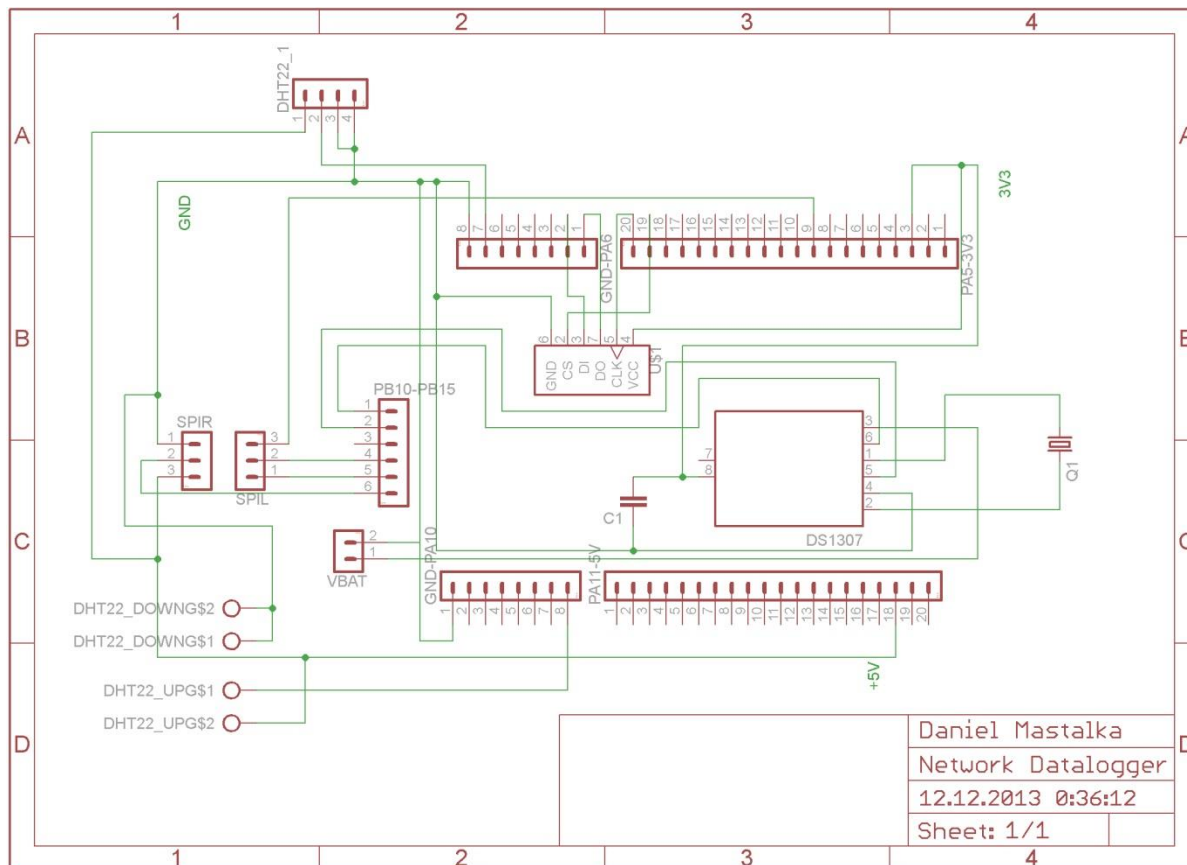 1 2 3 4
A
A
DHT22_1
1 2 3 4
GND
3V3
8 7 6 5 4 3 2 1
GND-PA6
20 19 18 17 16 15 14 13 12 11 10 9 8 7 6 5 4 3 2 1
PA5-3V3
B
B
6 2 3 7 5 4
GND CS DI DO CLK VCC
U$1
PB10-PB15
1
2
3
4
5
6
SPIR
1
2
3
SPIL
3
2
1
7
8
3
6
1
5
4
2
DS1307
Q1
C1
C
C
VBAT
2
1
GND-PA10
1 2 3 4 5 6 7 8
PA11-5V
1 2 3 4 5 6 7 8 9 10 11 12 13 14 15 16 17 18 19 20
DHT22_DOWNG$2
DHT22_DOWNG$1
DHT22_UPG$1
DHT22_UPG$2
+5V
D
D
Daniel Mastalka
Network Datalogger
12.12.2013 0:36:12
Sheet: 1/1
1 2 3 4